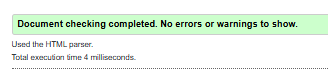 Document checking completed. No errors or warnings to show.
Used the HTML parser.
Total execution time 4 milliseconds.